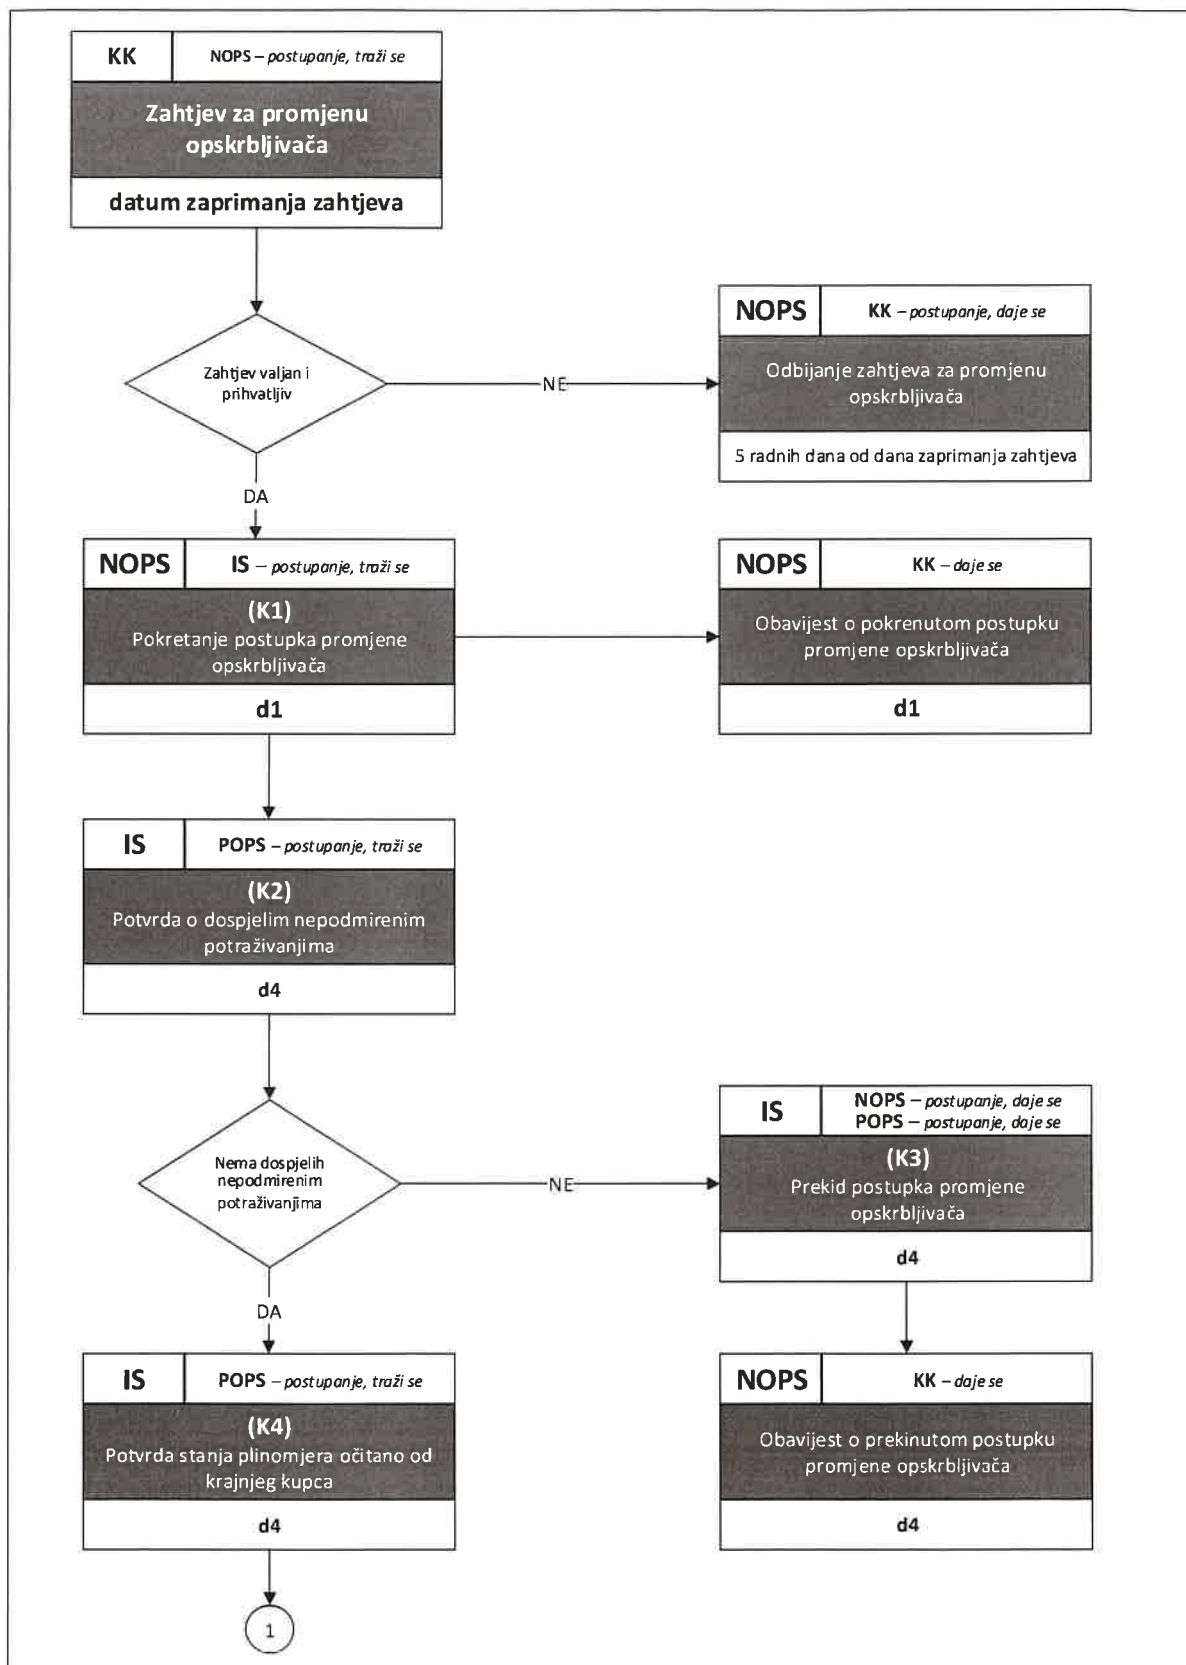 KK
NOPS – postupanje, traži se
Zahtjev za promjenu
opskrbljivača
datum zaprimanja zahtjeva
Zahtjev valjan i
prihvatljiv
NE
NOPS
KK – postupanje, daje se
Odbijanje zahtjeva za promjenu
opskrbljivača
5 radnih dana od dana zaprimanja zahtjeva
DA
NOPS
IS – postupanje, traži se
(K1)
Pokretanje postupka promjene
opskrbljivača
d1
NOPS
KK – daje se
Obavijest o pokrenutom postupku
promjene opskrbljivača
d1
IS
POPS – postupanje, traži se
(K2)
Potvrda o dospjelim nepodmirenim
potraživanjima
d4
Nema dospjelih
nepodmirenim
potraživanjima
NE
IS
NOPS – postupanje, daje se
POPS – postupanje, daje se
(K3)
Prekid postupka promjene
opskrbljivača
d4
DA
IS
POPS – postupanje, traži se
(K4)
Potvrda stanja plinomjera očitano od
krajnjeg kupca
d4
NOPS
KK – daje se
Obavijest o prekinutom postupku
promjene opskrbljivača
d4
1